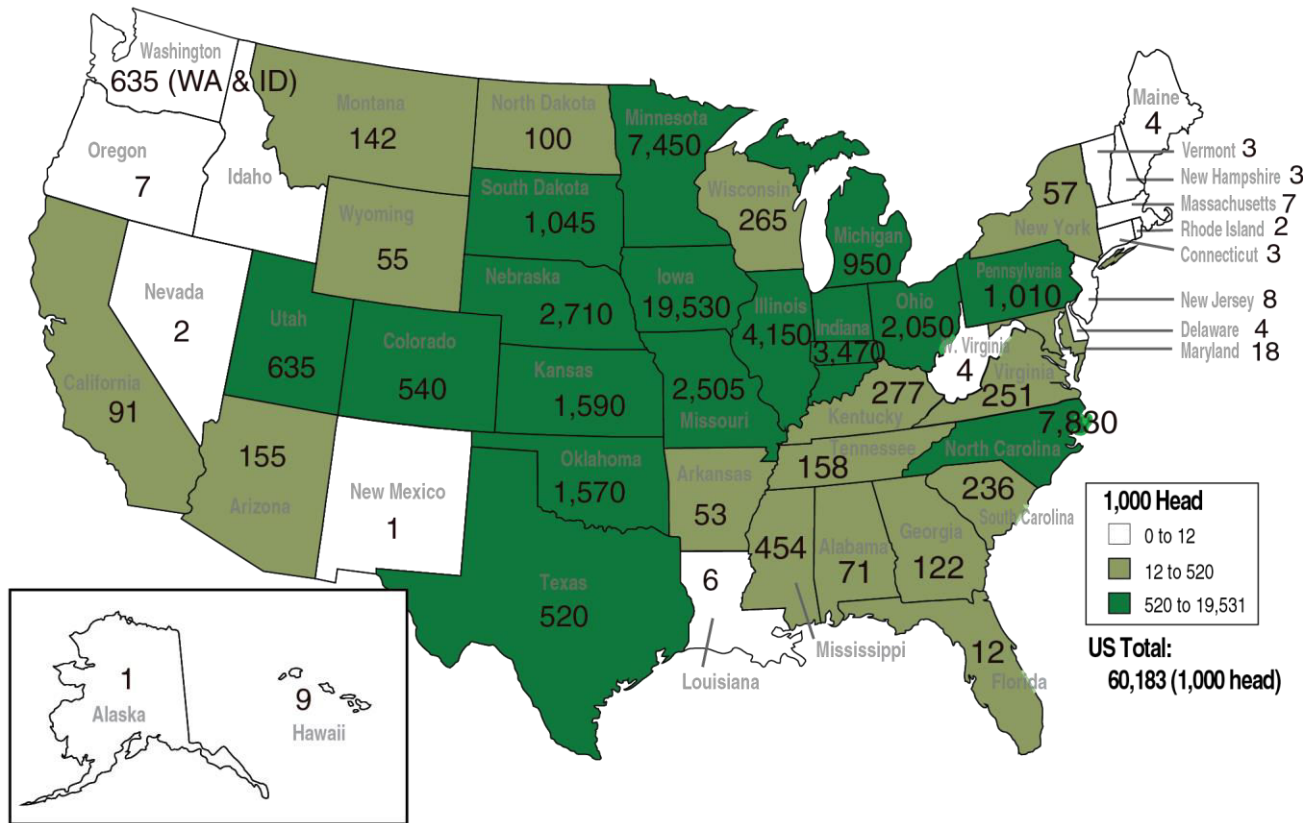 Washington
635 (WA & ID)
Oregon
7
Idaho
Montana
142
North Dakota
100
Minnesota
7,450
South Dakota
1,045
Wyoming
55
Wisconsin
265
Michigan
950
Nebraska
2,710
Iowa
19,530
Illinois
4,150
Indiana
3,470
Ohio
2,050
Pennsylvania
1,010
57
New York
Maine
4
Vermont 3
New Hampshire 3
Massachusetts 7
Rhode Island 2
Connecticut 3
New Jersey 8
Delaware 4
Maryland 18
Nevada
2
Utah
635
Colorado
540
California
91
Kansas
1,590
2,505
Missouri
277
Kentucky
W. Virginia
4
Virginia
251
7,830
North Carolina
Tennessee
158
155
Arizona
New Mexico
1
Oklahoma
1,570
Arkansas
53
236
South Carolina
454
Mississippi
Alabama
71
Georgia
122
Texas
520
6
Louisiana
12
Florida
1
Alaska
9
Hawaii
1,000 Head
0 to 12
12 to 520
520 to 19,531
US Total:
60,183 (1,000 head)